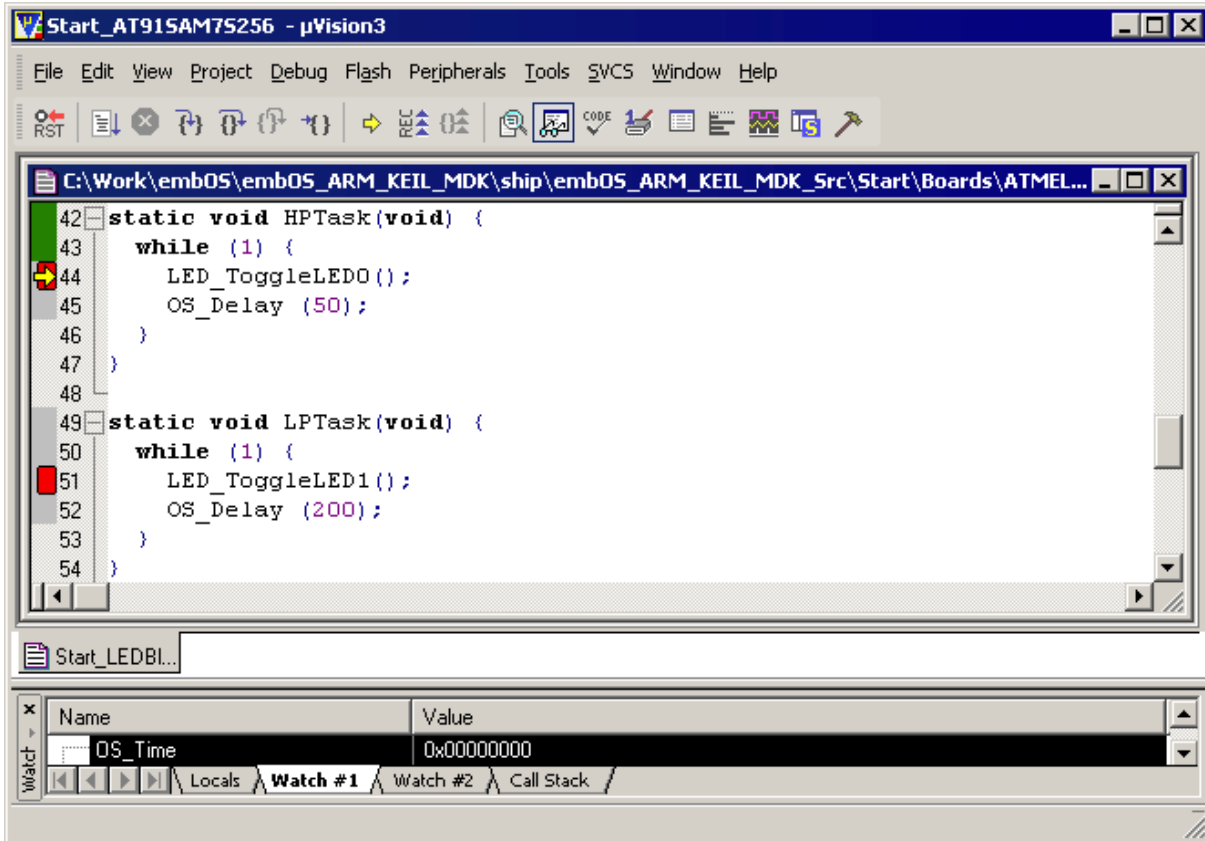 Start_AT91SAM7S256 - µVision3
File Edit View Project Debug Flash Peripherals Tools SVCS Window Help
RST REC CODE
C:\Work\embOS\embOS_ARM_KEIL_MDK\ship\embOS_ARM_KEIL_MDK_Src\Start\Boards\ATMEL...
42 static void HPTask(void) {
43 while (1) {
44 LED_ToggleLED0();
45 OS_Delay (50);
46 }
47 }
48
49 static void LPTask(void) {
50 while (1) {
51 LED_ToggleLED1();
52 OS_Delay (200);
53 }
54 }
Start_LEDBl...
Name Value
OS_Time 0x00000000
Watch
Locals Watch #1 Watch #2 Call Stack